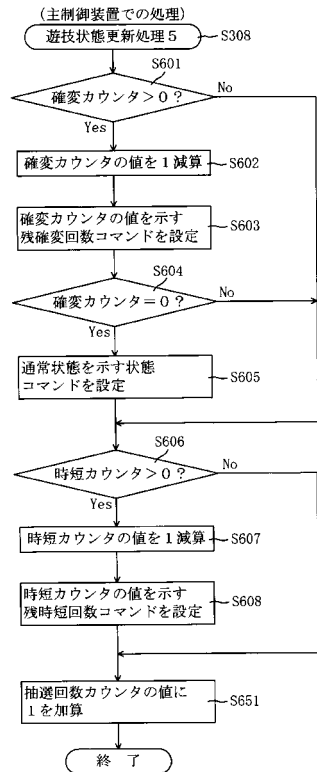 (主制御装置での処理)
遊技状態更新処理5
S308
S601
確変カウンタ>0?
No
Yes
確変カウンタの値を1減算
S602
確変カウンタの値を示す
残確変回数コマンドを設定
S603
S604
確変カウンタ=0?
No
Yes
通常状態を示す状態
コマンドを設定
S605
S606
時短カウンタ>0?
No
Yes
時短カウンタの値を1減算
S607
時短カウンタの値を示す
残時短回数コマンドを設定
S608
抽選回数カウンタの値に
1を加算
S651
終了